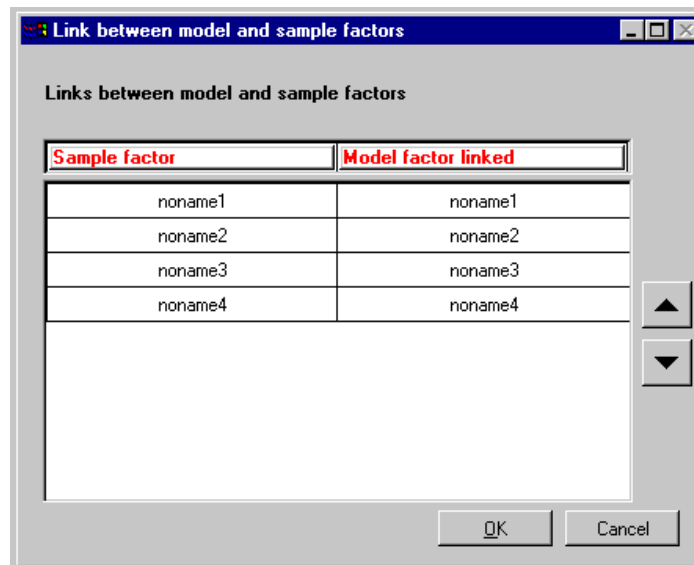 Link between model and sample factors
Links between model and sample factors
Sample factor Model factor linked
noname1 noname1
noname2 noname2
noname3 noname3
noname4 noname4
OK Cancel